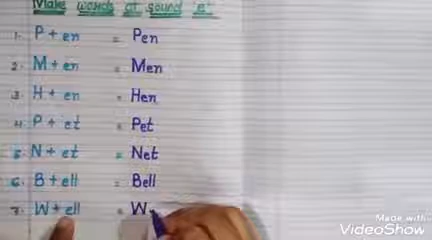 Make words of sound "e"
1. P + en = Pen
2. M + en = Men
3. H + en = Hen
4. P + et = Pet
5. N + et = Net
6. B + ell = Bell
7. W + ell = W
Made with
VideoShow